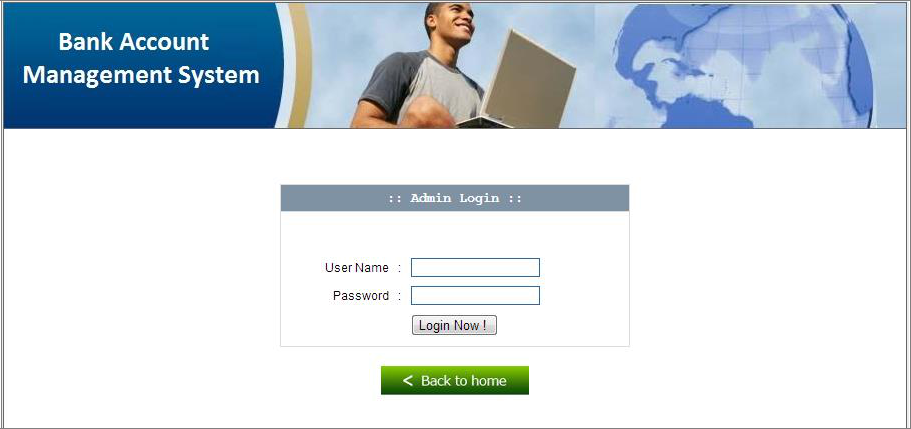 Bank Account
Management System
:: Admin Login ::
User Name :
Password :
Login Now !
< Back to home